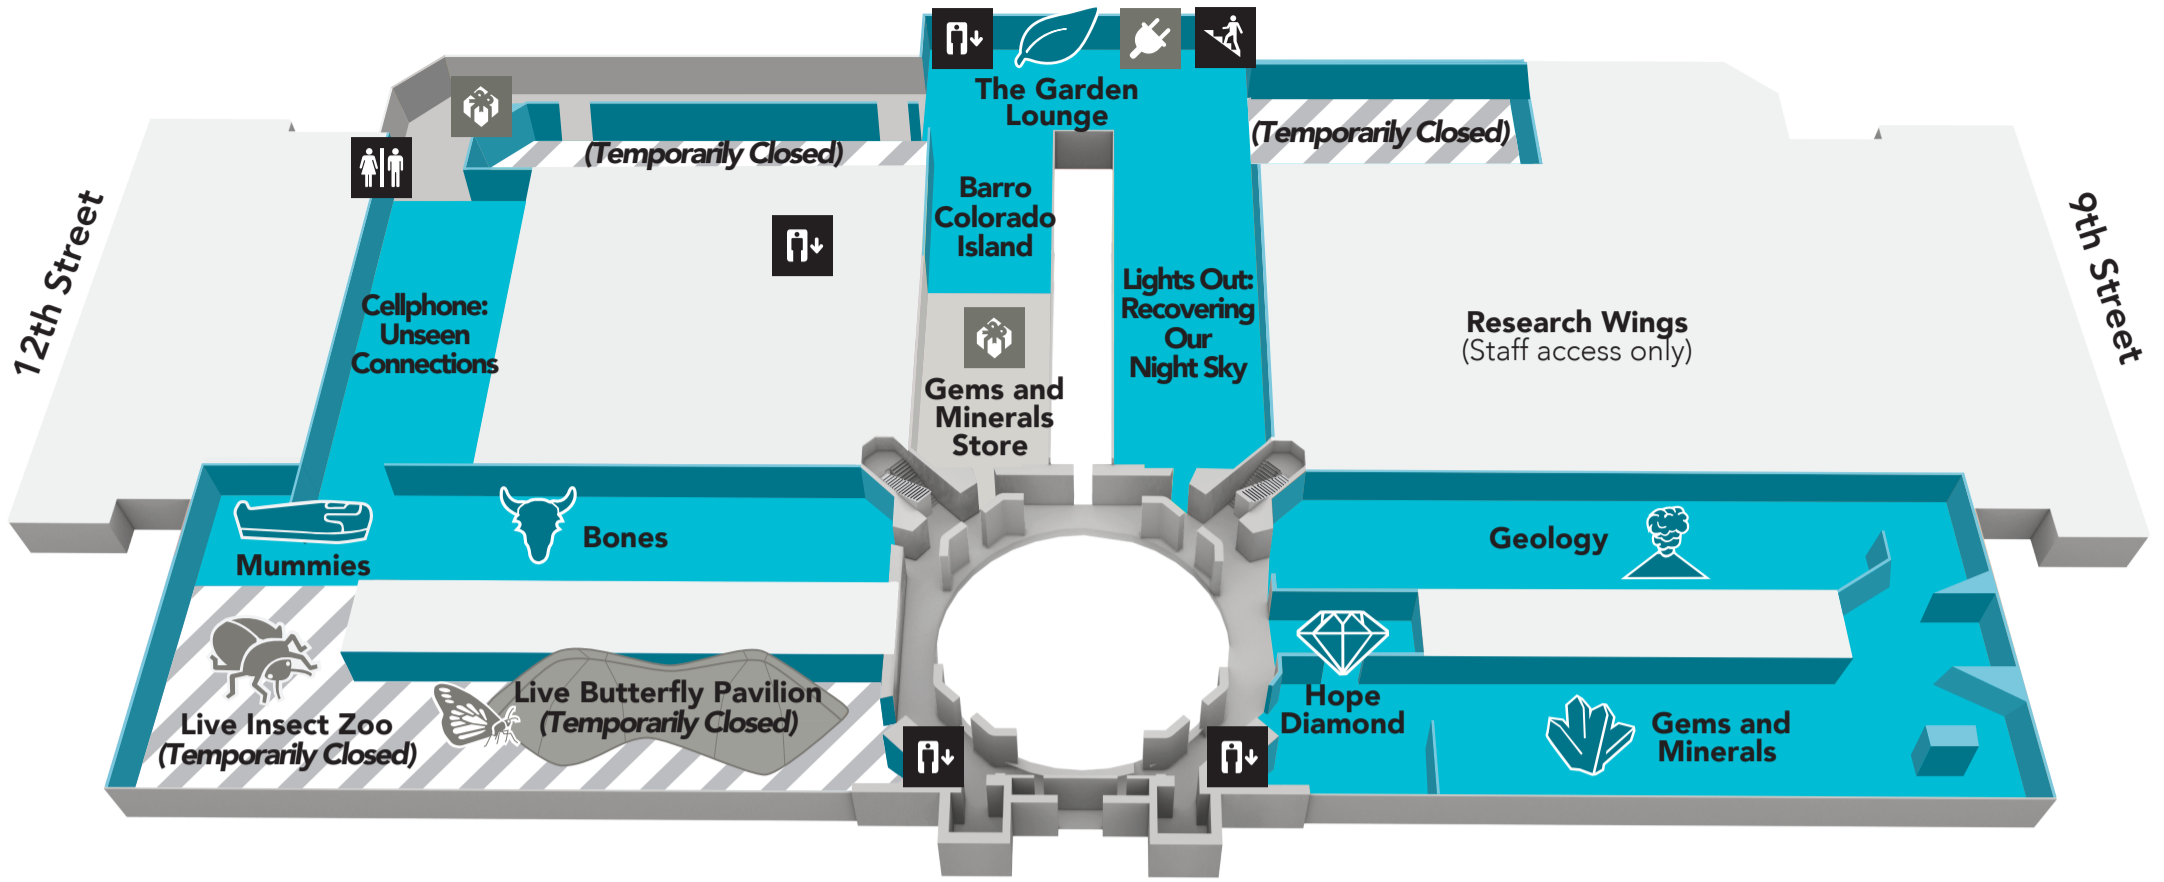 The Garden
Lounge
(Temporarily Closed)
(Temporarily Closed)
Barro
Colorado
Island
12th Street
9th Street
Cellphone:
Unseen
Connections
Lights Out:
Recovering
Our
Night Sky
Research Wings
(Staff access only)
Gems and
Minerals
Store
Mummies
Bones
Geology
Live Insect Zoo
(Temporarily Closed)
Live Butterfly Pavilion
(Temporarily Closed)
Hope
Diamond
Gems and
Minerals